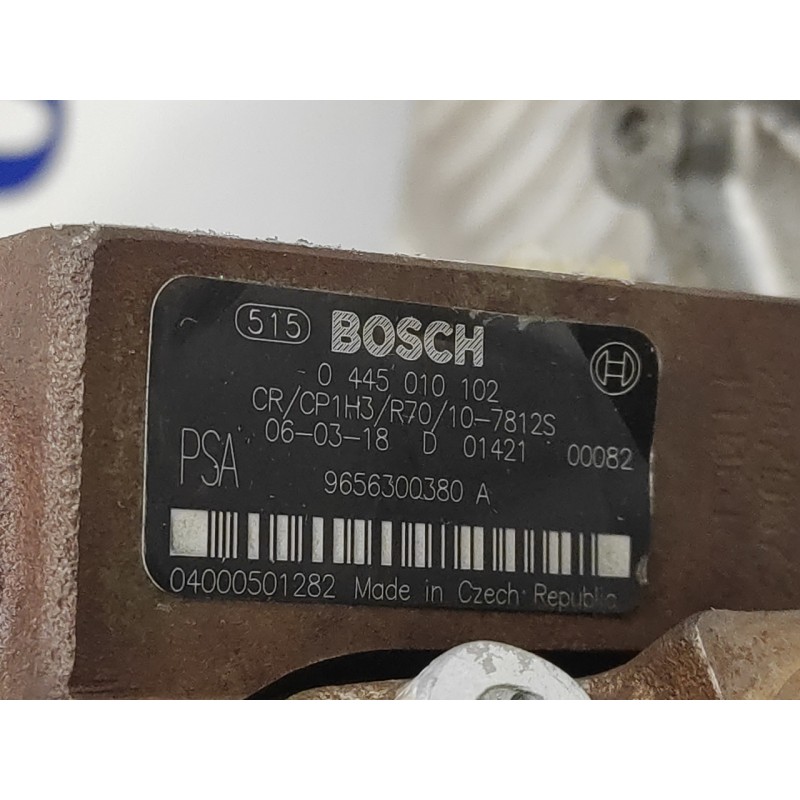 515 BOSCH
0 445 010 102
CR/CP1H3/R70/10-7812S
06-03-18 D 01421 00082
PSA 9656300380 A
04000501282 Made in Czech Republic